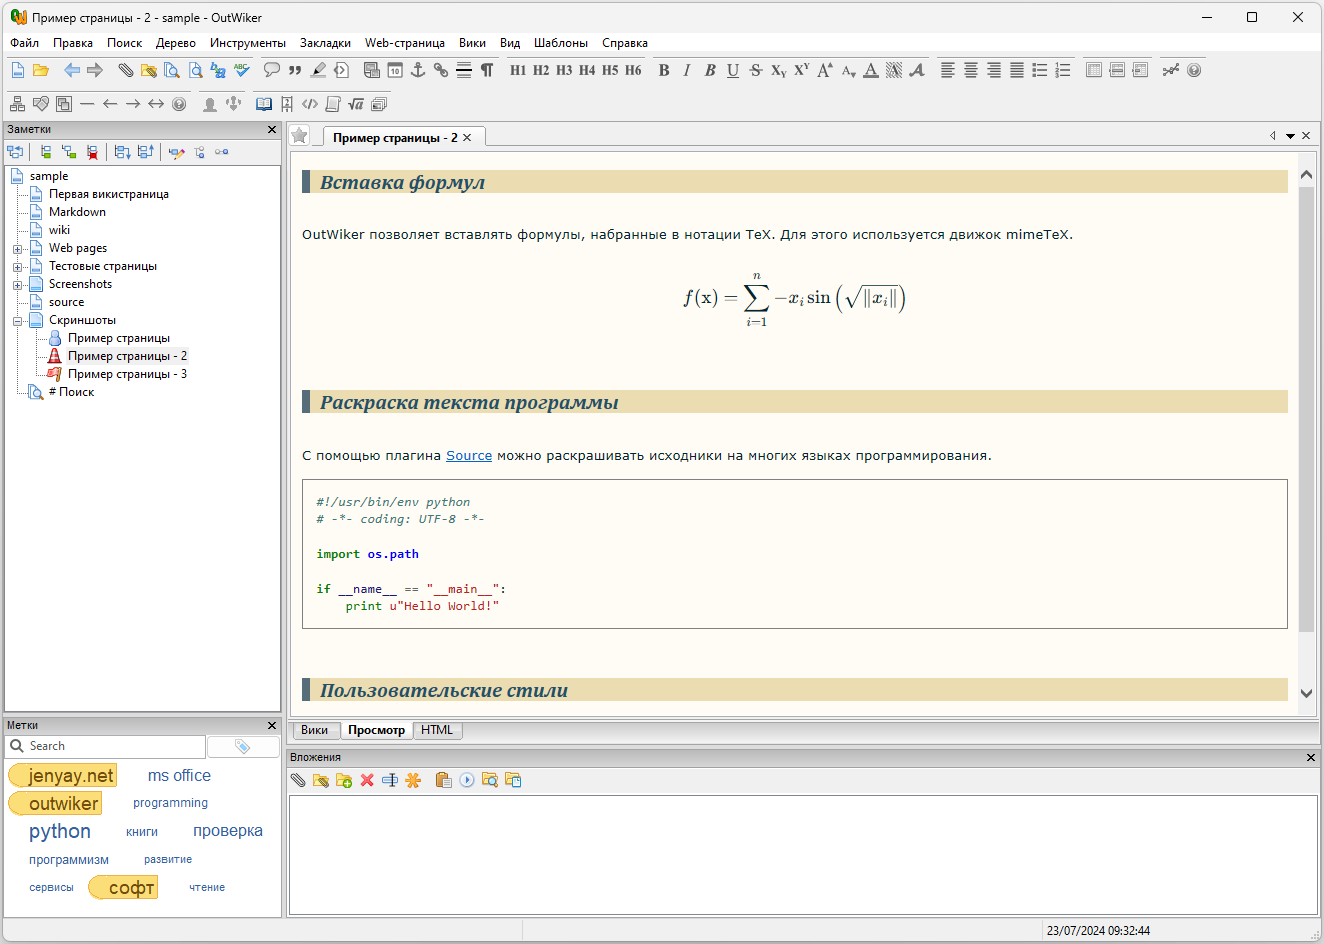 Пример страницы - 2 - sample - OutWiker
Файл Правка Поиск Дерево Инструменты Закладки Web-страница Вики Вид Шаблоны Справка
H1 H2 H3 H4 H5 H6 B I B U S
Заметки
sample
Первая викистраница
Markdown
wiki
Web pages
Тестовые страницы
Screenshots
source
Скриншоты
Пример страницы
Пример страницы - 2
Пример страницы - 3
# Поиск
Метки
Search
jenyay.net ms office
outwiker programming
python книги проверка
программизм развитие
сервисы софт чтение
Пример страницы - 2
Вставка формул
OutWiker позволяет вставлять формулы, набранные в нотации TeX. Для этого используется движок mimeTeX.
f(x) = ∑_{i=1}^{n} −x_i sin(√‖x_i‖)
Раскраска текста программы
С помощью плагина Source можно раскрашивать исходники на многих языках программирования.
#!/usr/bin/env python
# -*- coding: UTF-8 -*-
import os.path
if __name__ == "__main__":
print u"Hello World!"
Пользовательские стили
Вики Просмотр HTML
Вложения
23/07/2024 09:32:44